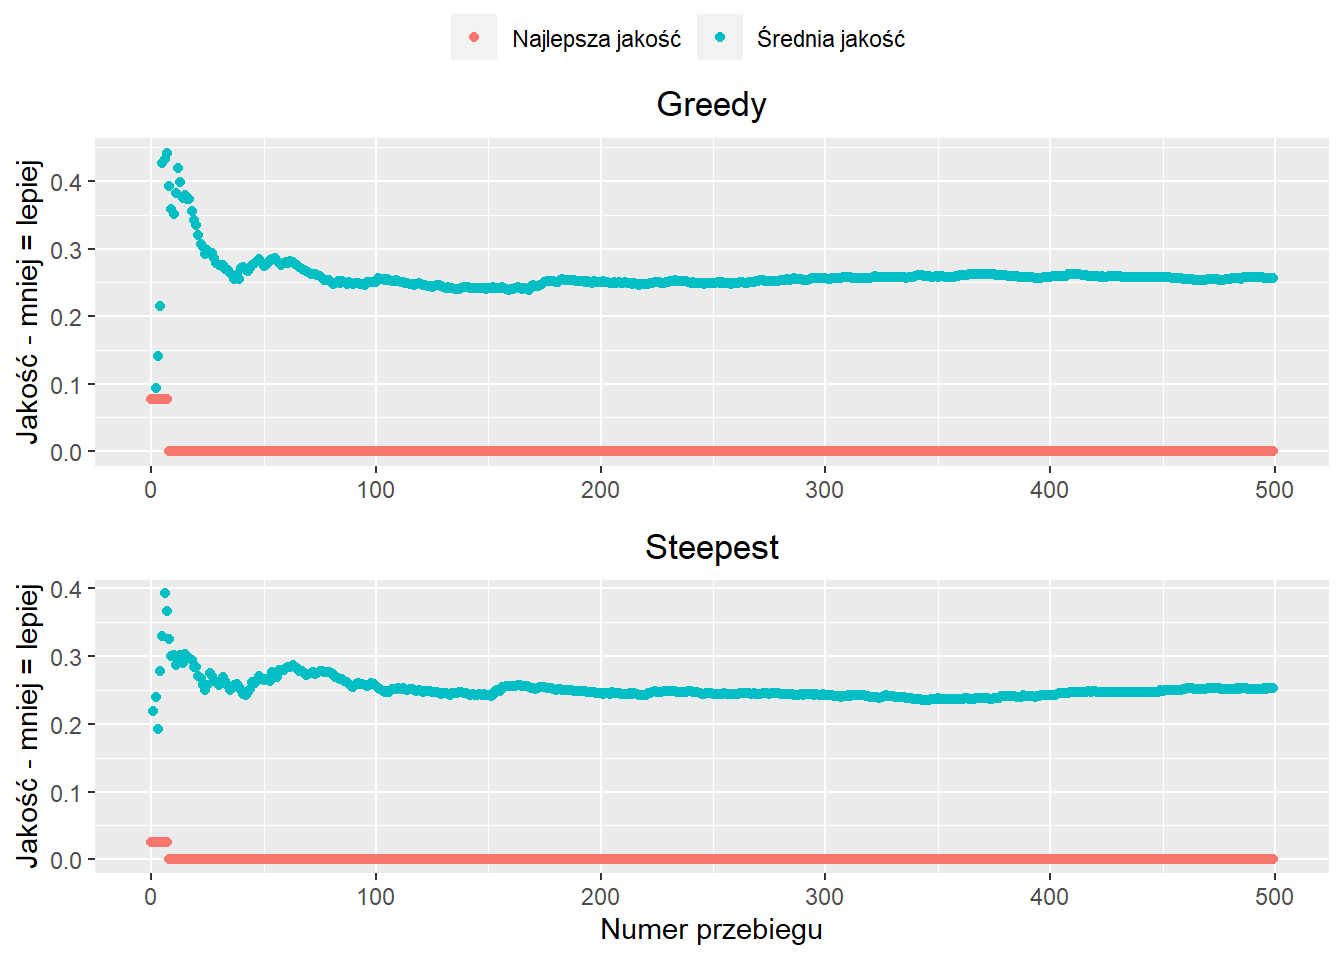 Najlepsza jakość Średnia jakość
Greedy
Jakość - mniej = lepiej
0.4
0.3
0.2
0.1
0.0
0 100 200 300 400 500
Steepest
Jakość - mniej = lepiej
0.4
0.3
0.2
0.1
0.0
0 100 200 300 400 500
Numer przebiegu